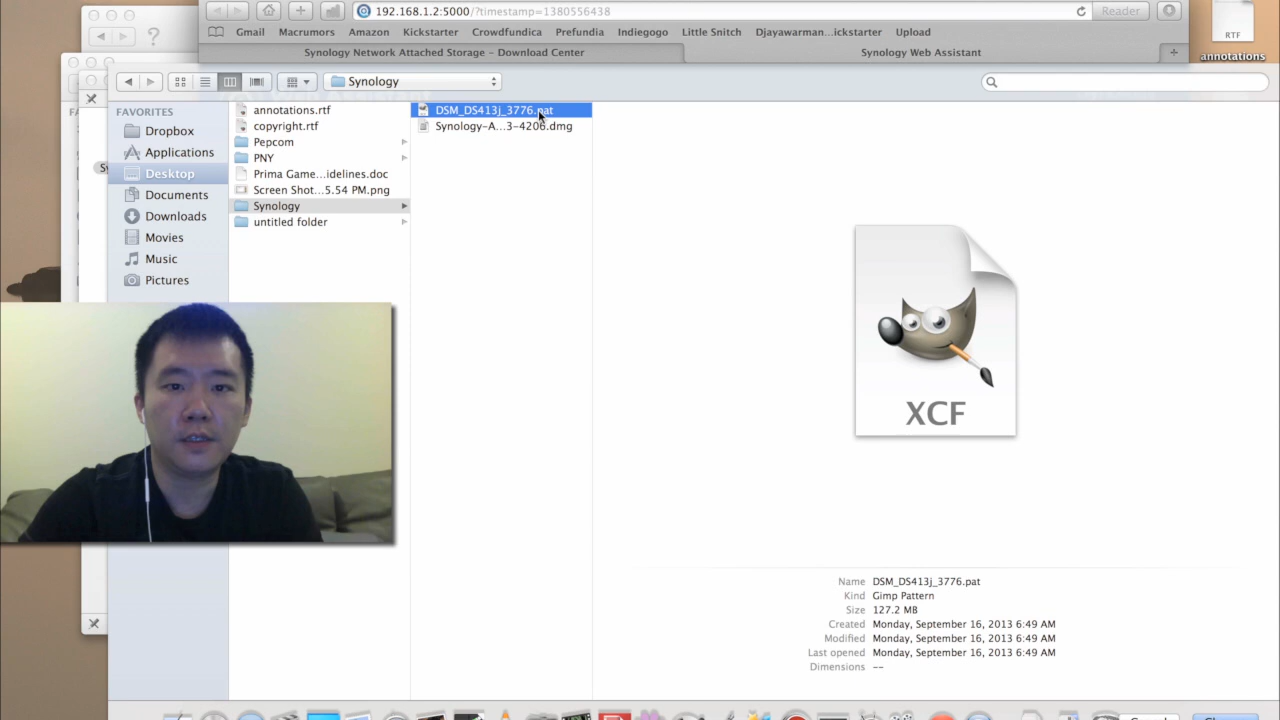 192.168.1.2:5000/?timestamp=1380556438
Reader
Gmail Macrumors Amazon Kickstarter Crowdfundica Prefundia Indiegogo Little Snitch Djayawarman...ickstarter Upload
Synology Network Attached Storage – Download Center
Synology Web Assistant
RTF
annotations
Synology
FAVORITES
Dropbox
Applications
Desktop
Documents
Downloads
Movies
Music
Pictures
annotations.rtf
copyright.rtf
Pepcom
PNY
Prima Game...idelines.doc
Screen Shot...5.54 PM.png
Synology
untitled folder
DSM_DS413j_3776.pat
Synology-A...3-4206.dmg
XCF
Name DSM_DS413j_3776.pat
Kind Gimp Pattern
Size 127.2 MB
Created Monday, September 16, 2013 6:49 AM
Modified Monday, September 16, 2013 6:49 AM
Last opened Monday, September 16, 2013 6:49 AM
Dimensions --